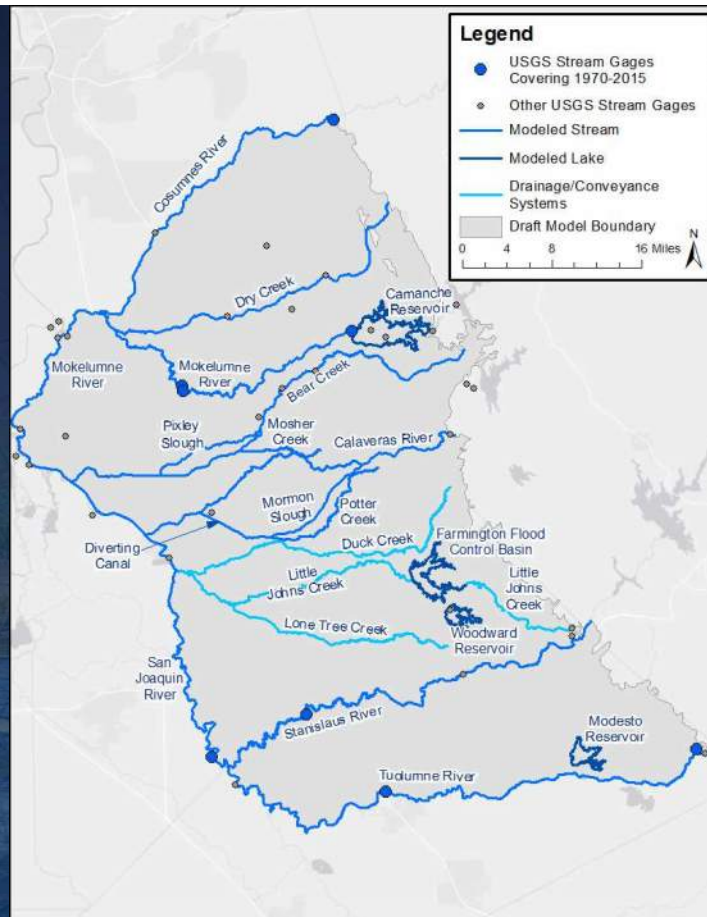 Legend
USGS Stream Gages
Covering 1970-2015
Other USGS Stream Gages
Modeled Stream
Modeled Lake
Drainage/Conveyance
Systems
Draft Model Boundary
0 4 8 16 Miles
N
Cosumnes River
Dry Creek
Camanche
Reservoir
Mokelumne
River
Mokelumne
River
Bear Creek
Pixley
Slough
Mosher
Creek
Calaveras River
Mormon
Slough
Potter
Creek
Diverting
Canal
Duck Creek
Farmington Flood
Control Basin
Little
Johns Creek
Little
Johns
Creek
Lone Tree Creek
Woodward
Reservoir
San
Joaquin
River
Stanislaus River
Modesto
Reservoir
Tuolumne River